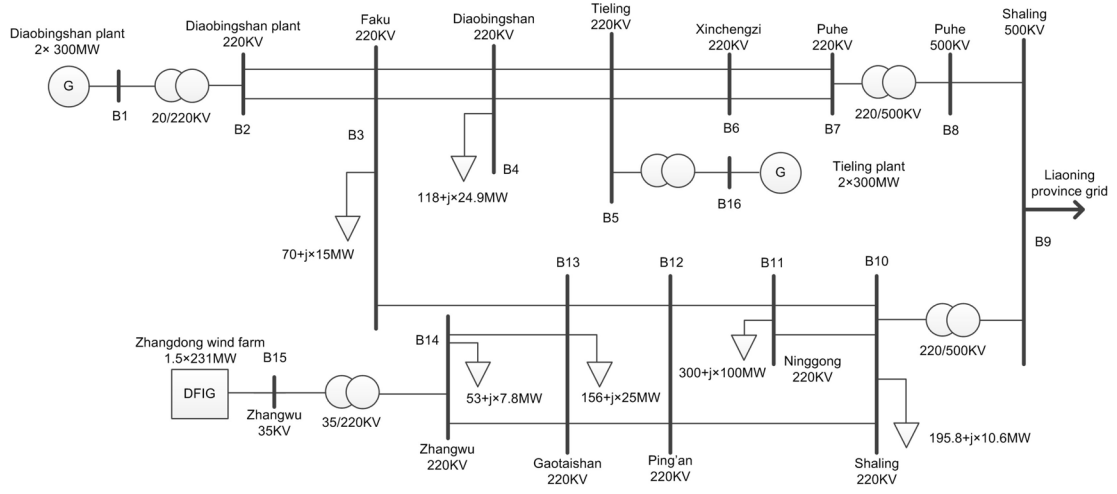 Diaobingshan plant
2× 300MW
G
B1
20/220KV
Diaobingshan plant
220KV
B2
Faku
220KV
B3
70+j×15MW
Diaobingshan
220KV
B4
118+j×24.9MW
Tieling
220KV
B5
Xinchengzi
220KV
B6
Puhe
220KV
B7
220/500KV
Puhe
500KV
B8
Shaling
500KV
B16
G
Tieling plant
2×300MW
Liaoning
province grid
B9
B13
B12
B11
B10
220/500KV
Zhangdong wind farm
1.5×231MW
DFIG
B15
Zhangwu
35KV
35/220KV
B14
53+j×7.8MW
156+j×25MW
300+j×100MW
Ninggong
220KV
195.8+j×10.6MW
Zhangwu
220KV
Gaotaishan
220KV
Ping'an
220KV
Shaling
220KV